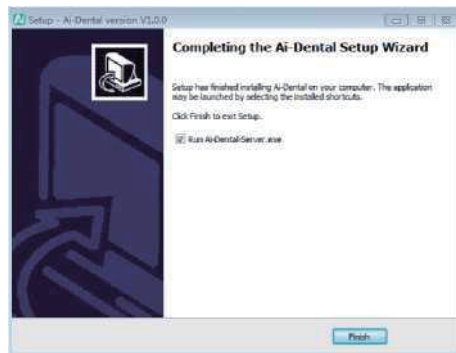 Setup - Ai-Dental version V1.0.0
Completing the Ai-Dental Setup Wizard
Setup has finished installing Ai-Dental on your computer. The application
may be launched by selecting the installed shortcuts.
Click Finish to exit Setup.
Run Ai-Dental-Server.exe
Finish